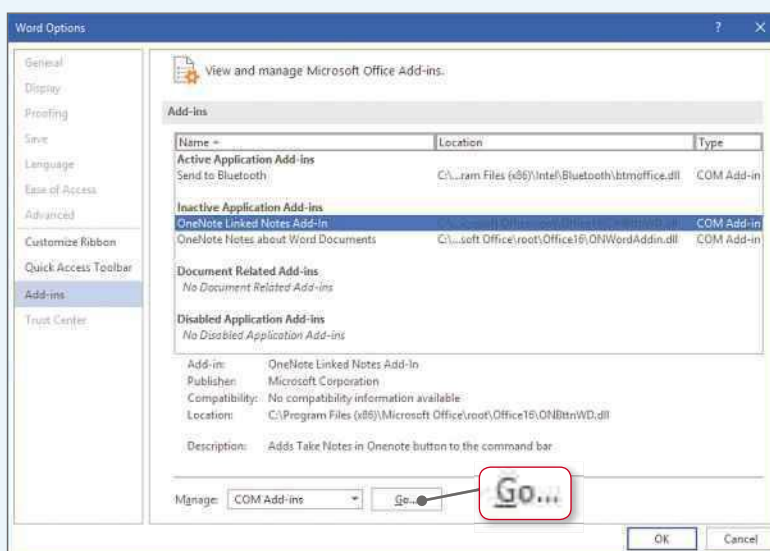 Word Options
?
General
Display
Proofing
Save
Language
Ease of Access
Advanced
Customize Ribbon
Quick Access Toolbar
Add-ins
Trust Center
View and manage Microsoft Office Add-ins.
Add-ins
Name Location Type
Active Application Add-ins
Send to Bluetooth C:\...ram Files (x86)\Intel\Bluetooth\btmoffice.dll COM Add-in
Inactive Application Add-ins
OneNote Linked Notes Add-In COM Add-in
OneNote Notes about Word Documents C:\...soft Office\root\Office16\ONWordAddin.dll COM Add-in
Document Related Add-ins
No Document Related Add-ins
Disabled Application Add-ins
No Disabled Application Add-ins
Add-in: OneNote Linked Notes Add-In
Publisher: Microsoft Corporation
Compatibility: No compatibility information available
Location: C:\Program Files (x86)\Microsoft Office\root\Office16\ONBttnWD.dll
Description: Adds Take Notes in Onenote button to the command bar
Manage: COM Add-ins Go... Go...
OK Cancel